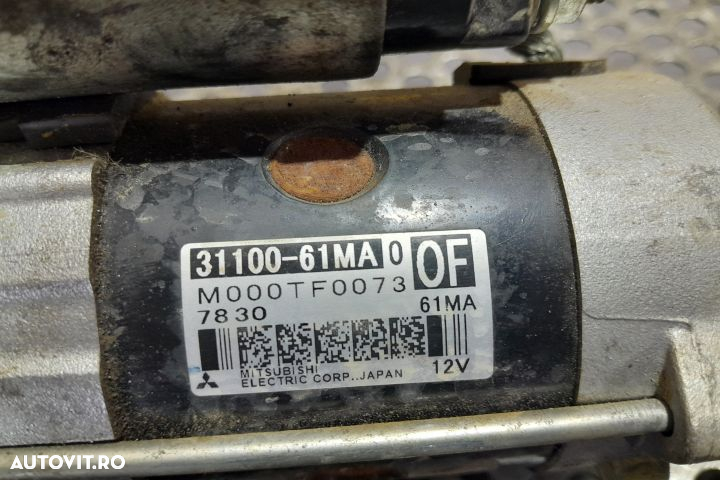 31100-61MA 0
OF
M000TF0073
7830
61MA
MITSUBISHI
ELECTRIC CORP., JAPAN
12V
AUTOVIT.RO